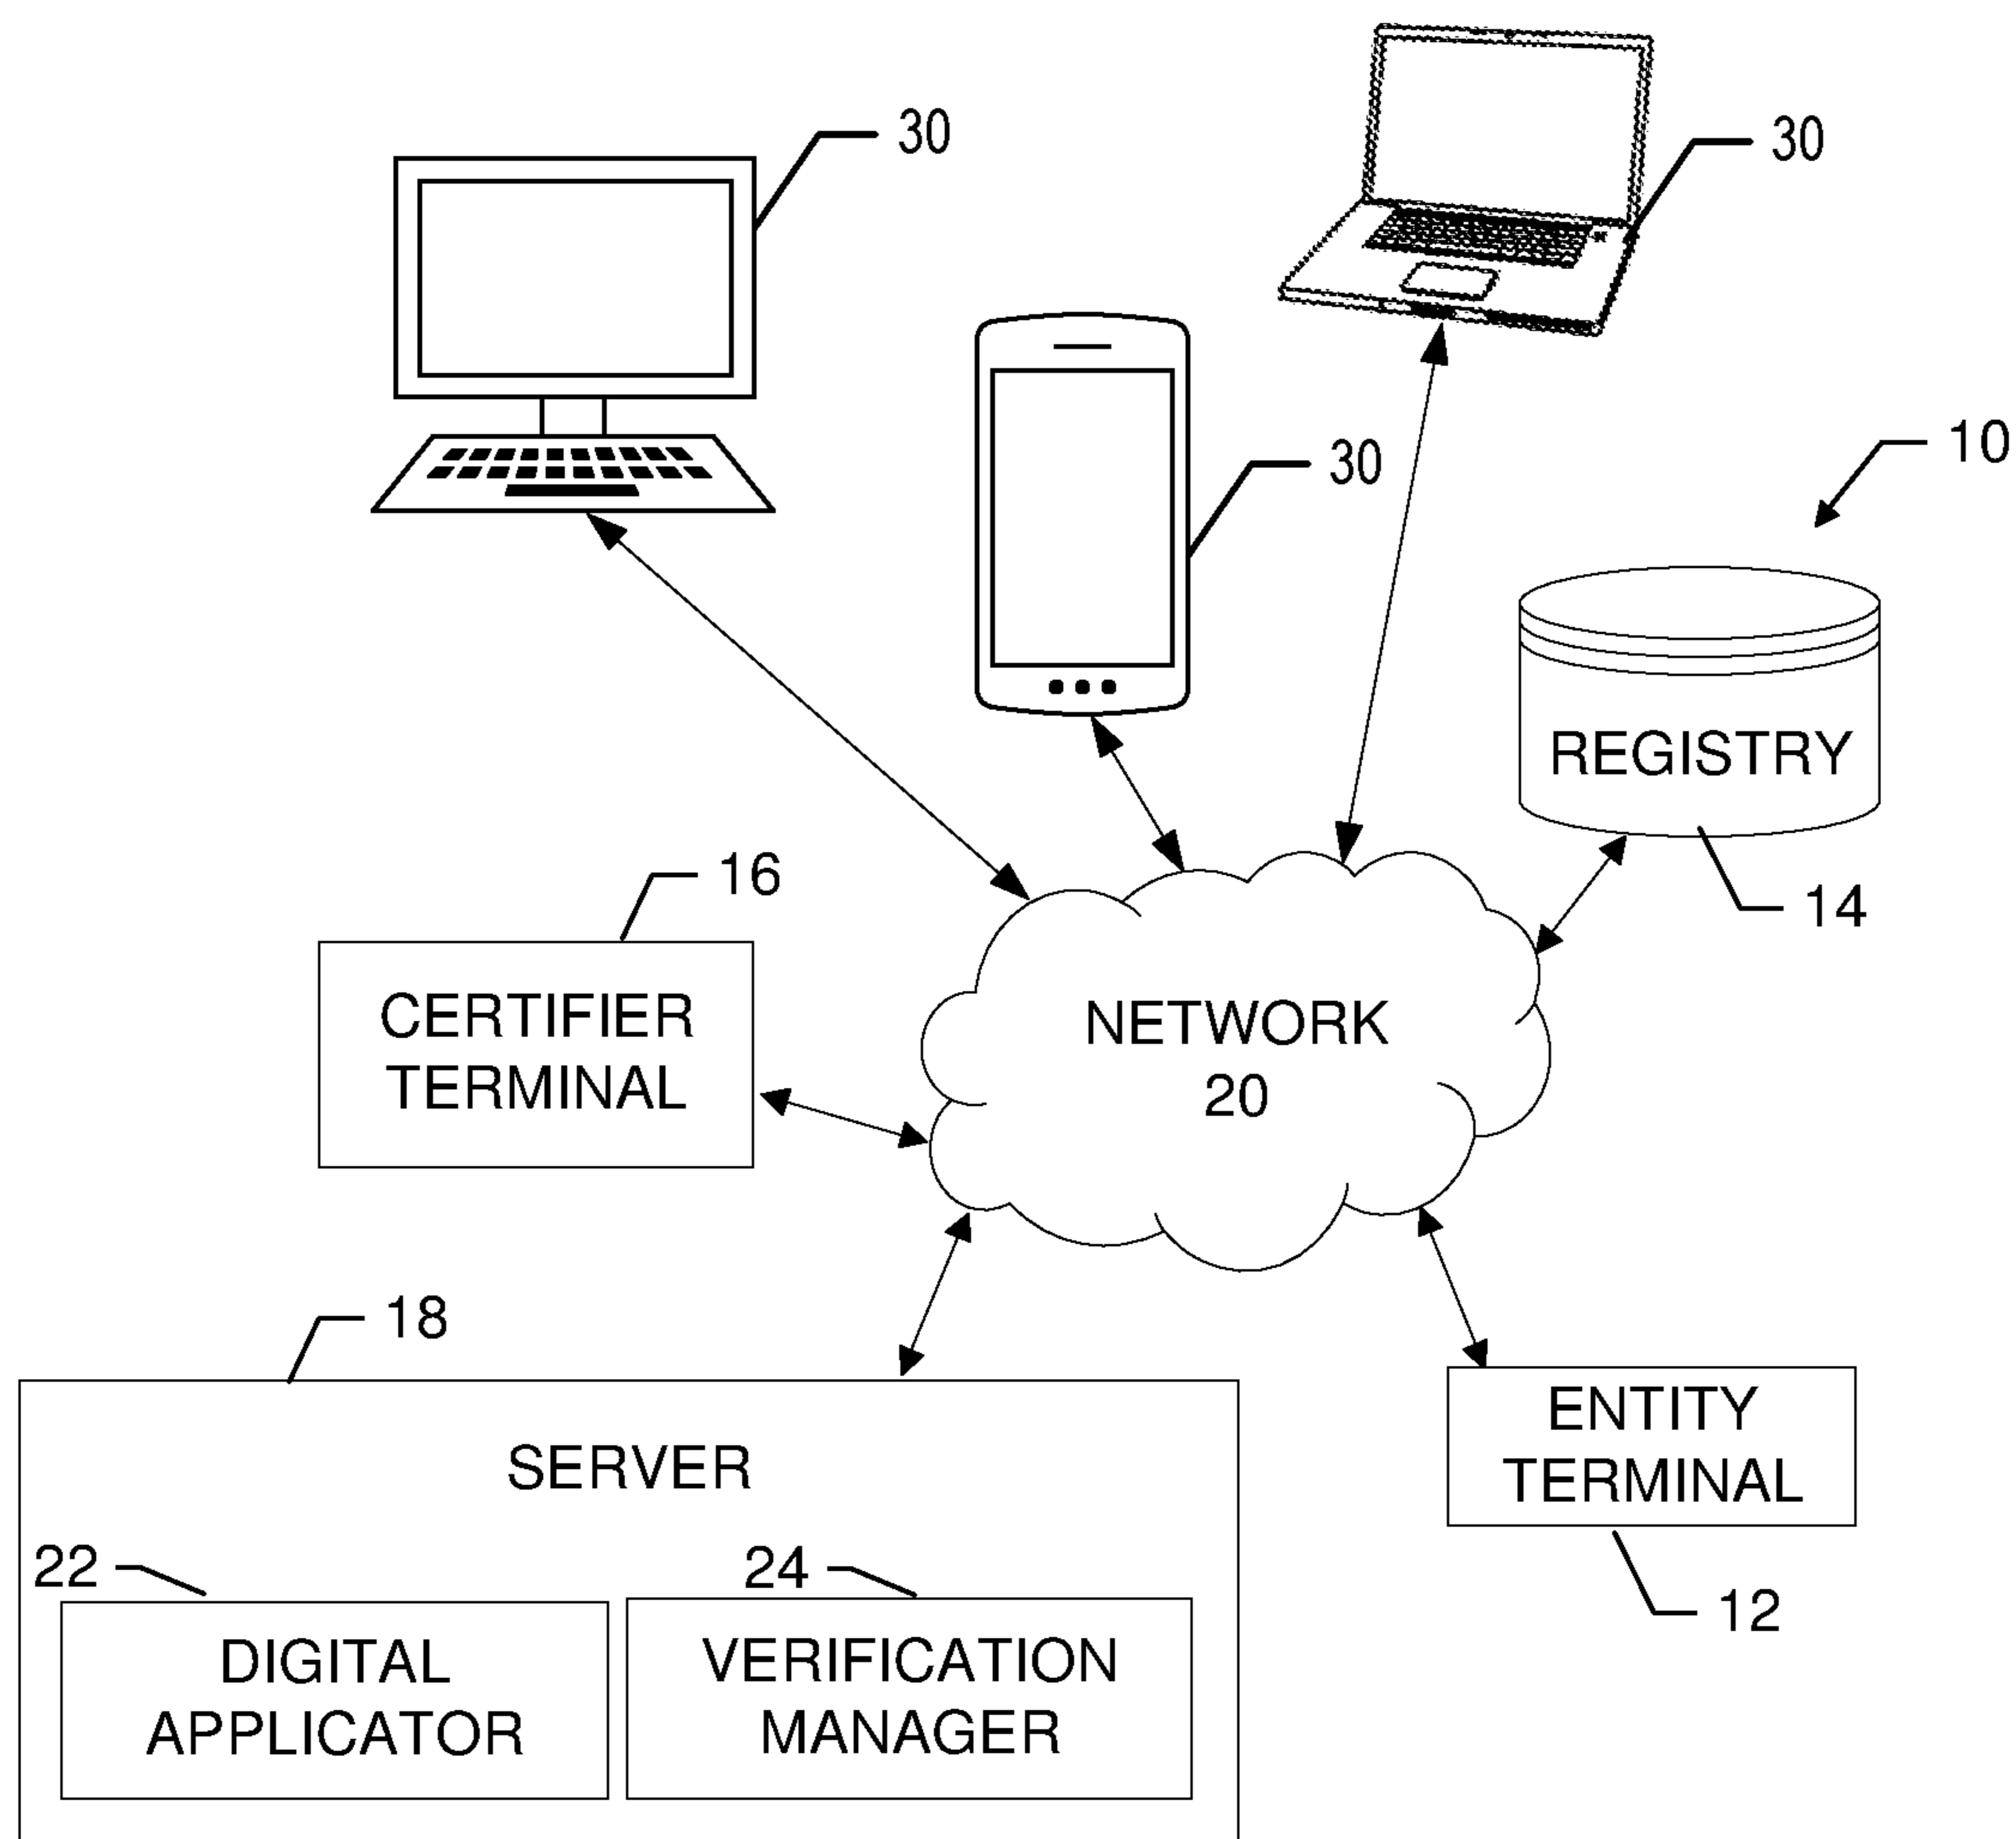 30
30
30
10
REGISTRY
14
16
CERTIFIER
TERMINAL
NETWORK
20
18
SERVER
22
DIGITAL
APPLICATOR
24
VERIFICATION
MANAGER
ENTITY
TERMINAL
12